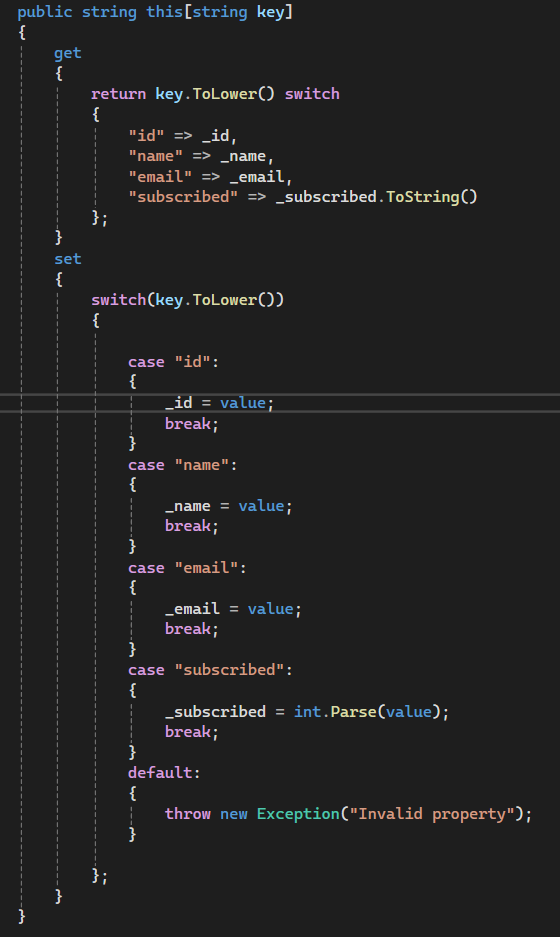 public string this[string key]
{
    get
    {
        return key.ToLower() switch
        {
            "id" => _id,
            "name" => _name,
            "email" => _email,
            "subscribed" => _subscribed.ToString()
        };
    }
    set
    {
        switch(key.ToLower())
        {

            case "id":
            {
                _id = value;
                break;
            }
            case "name":
            {
                _name = value;
                break;
            }
            case "email":
            {
                _email = value;
                break;
            }
            case "subscribed":
            {
                _subscribed = int.Parse(value);
                break;
            }
            default:
            {
                throw new Exception("Invalid property");
            }

        };
    }
}